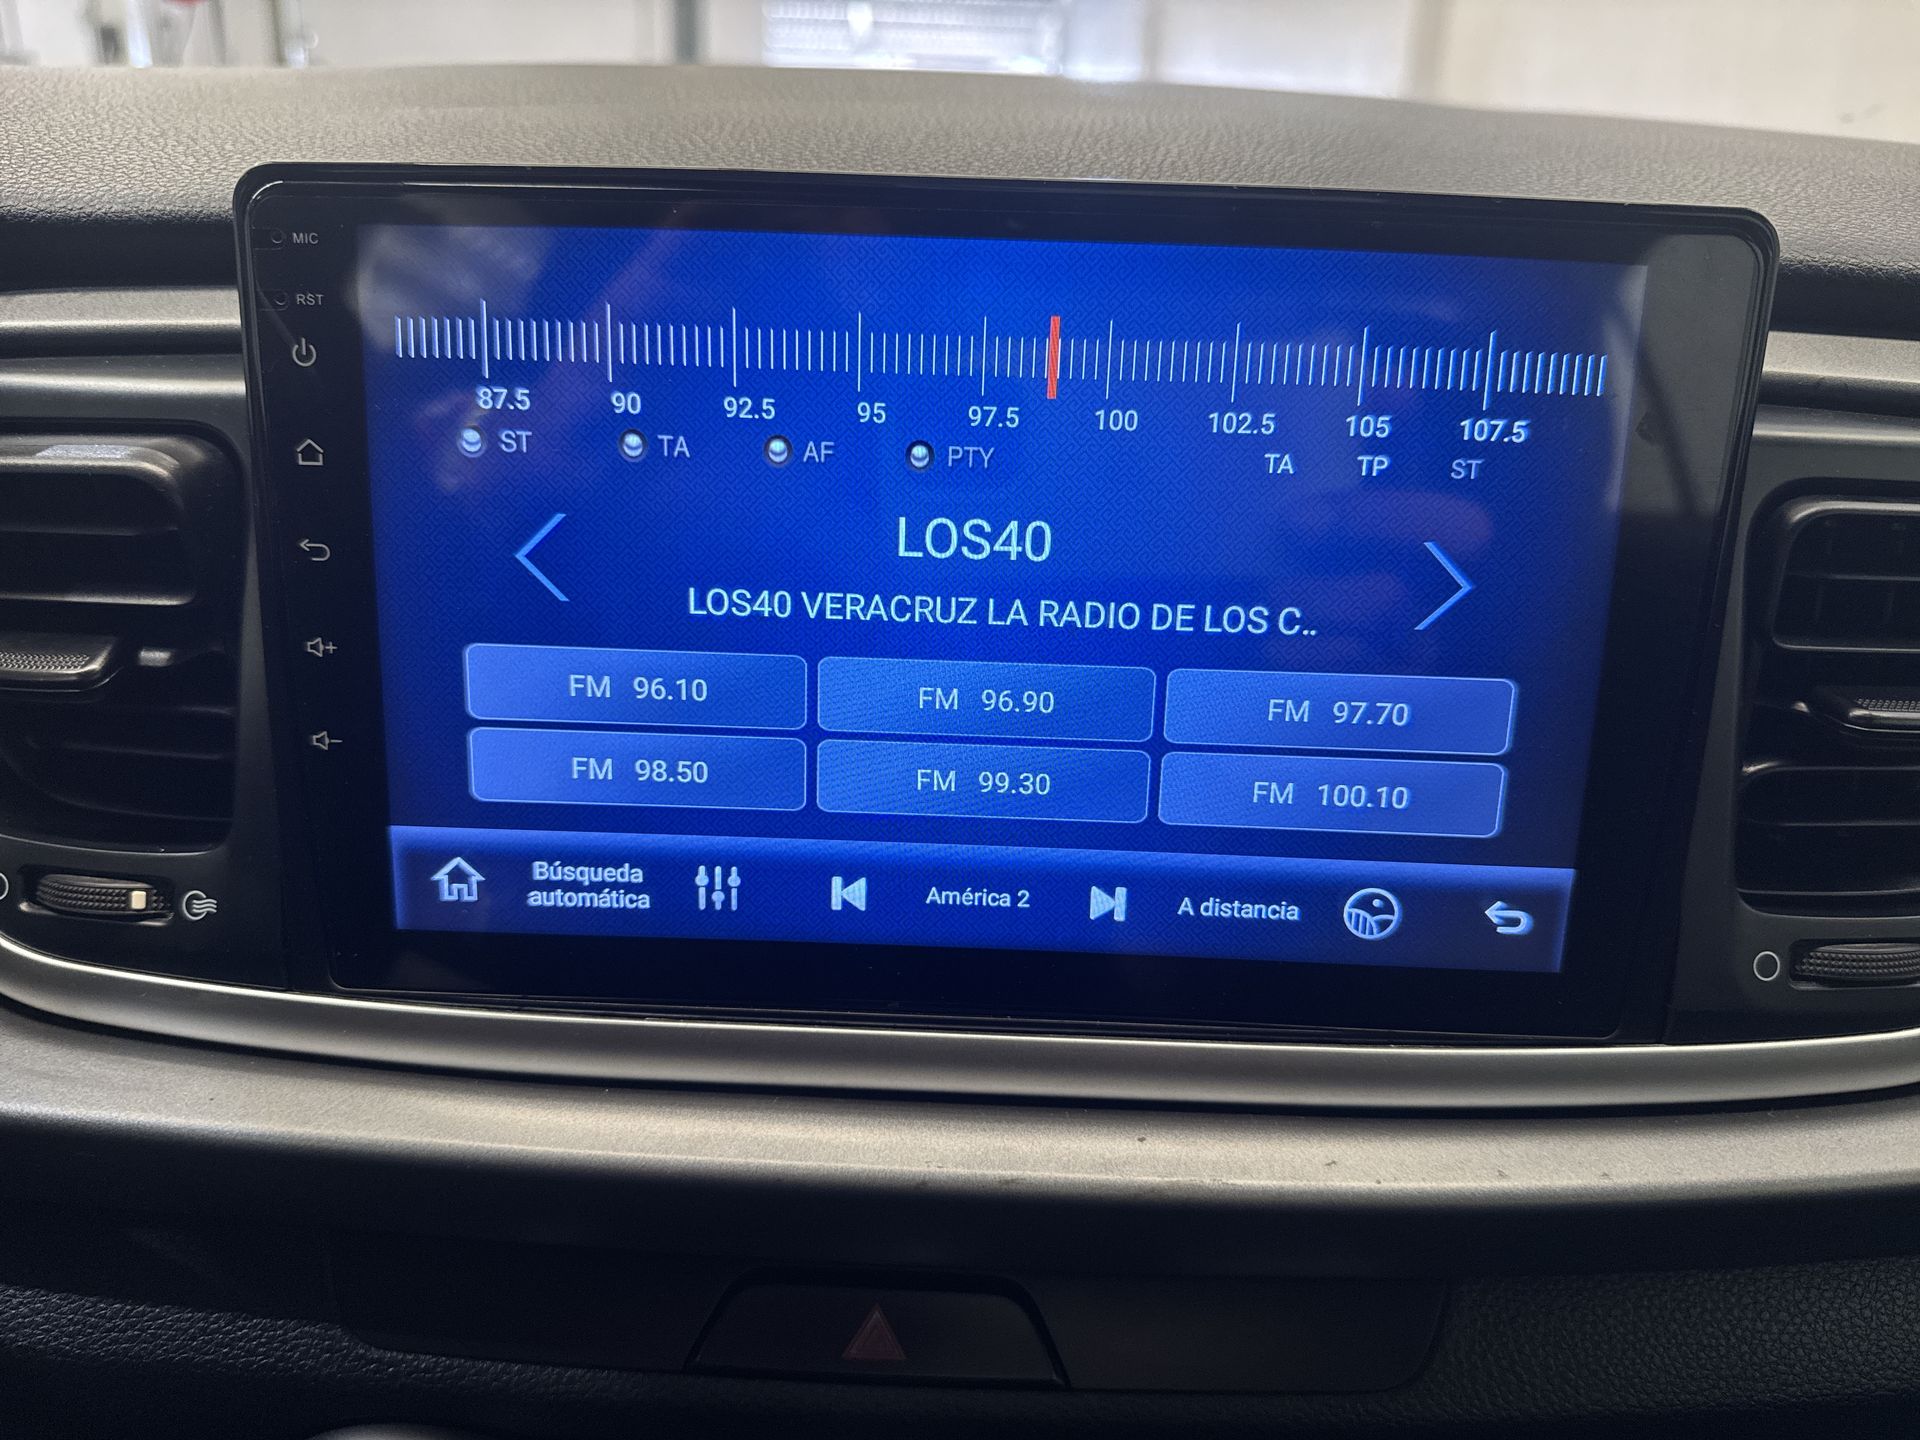 MIC
RST
87.5 90 92.5 95 97.5 100 102.5 105 107.5
ST TA AF PTY TA TP ST
LOS40
LOS40 VERACRUZ LA RADIO DE LOS C..
FM 96.10 FM 96.90 FM 97.70
FM 98.50 FM 99.30 FM 100.10
Búsqueda
automática
América 2
A distancia